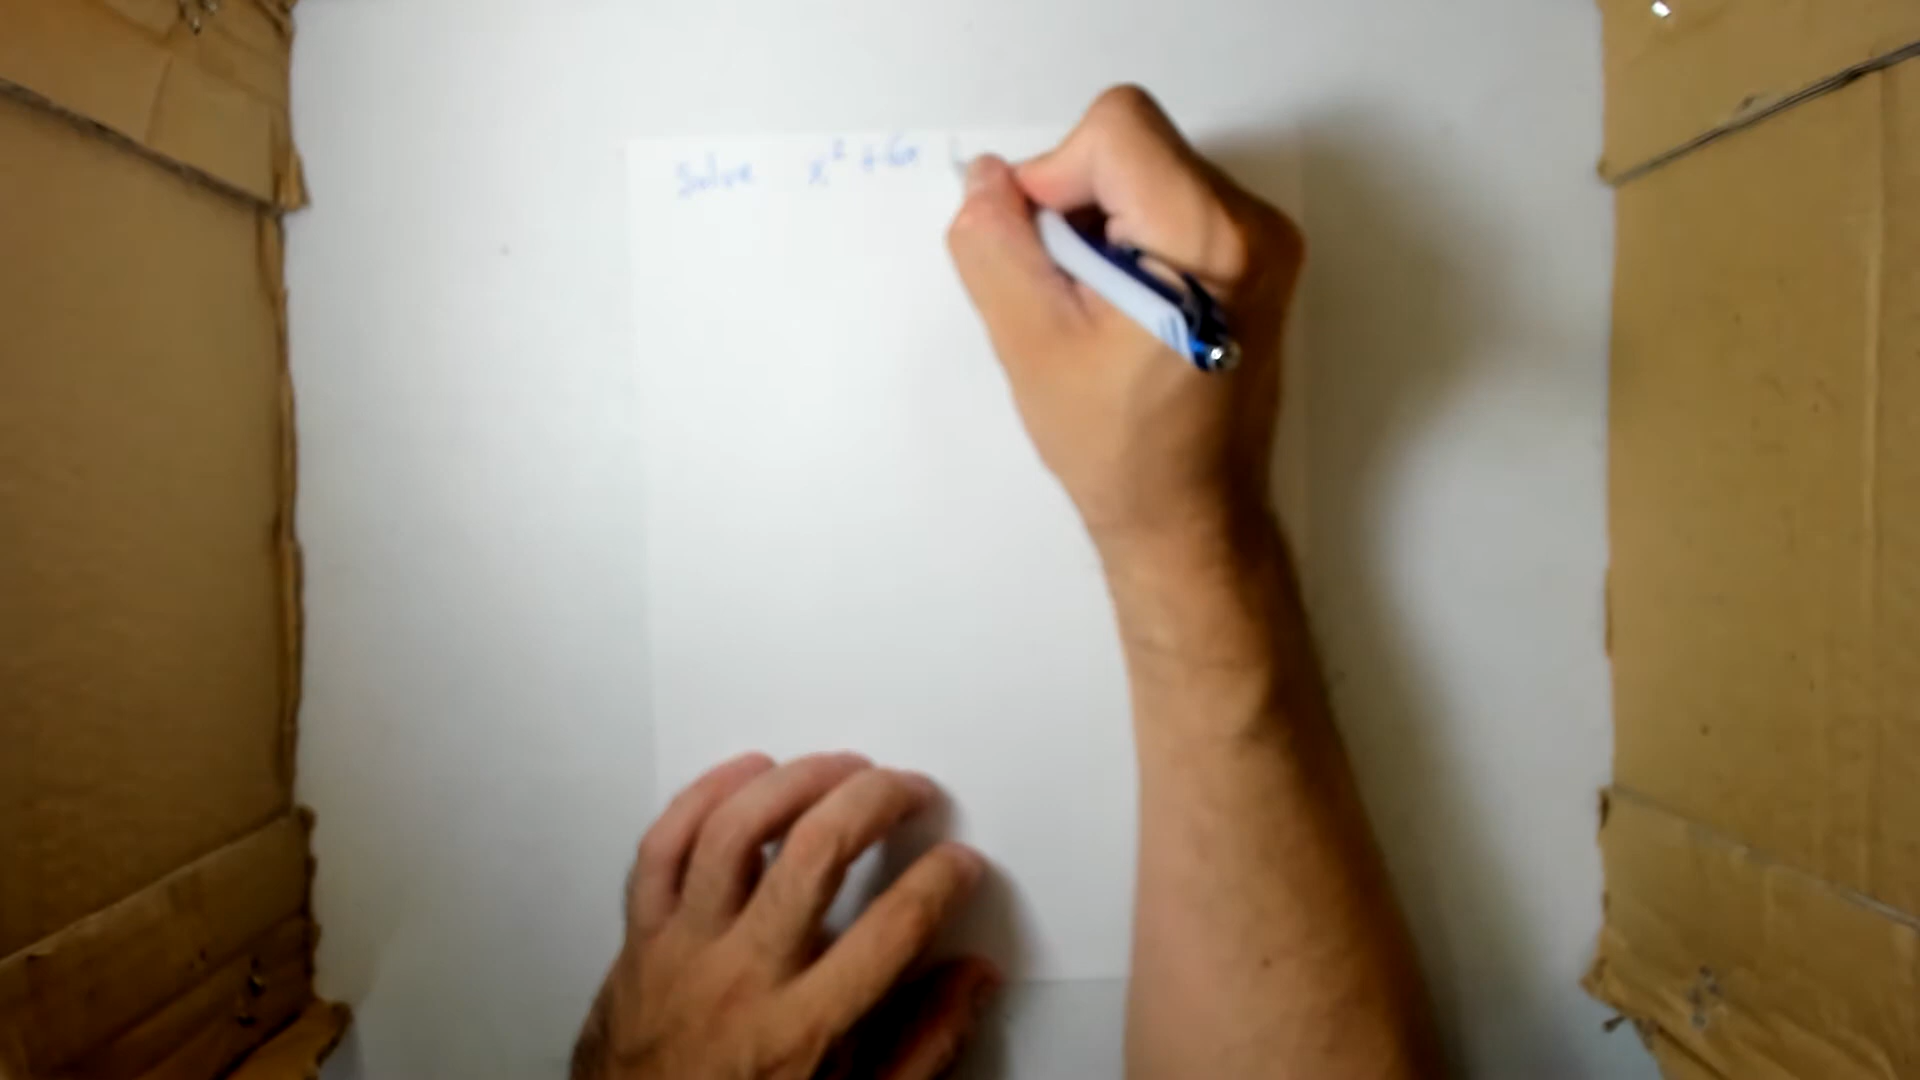 Solve x² + 6x